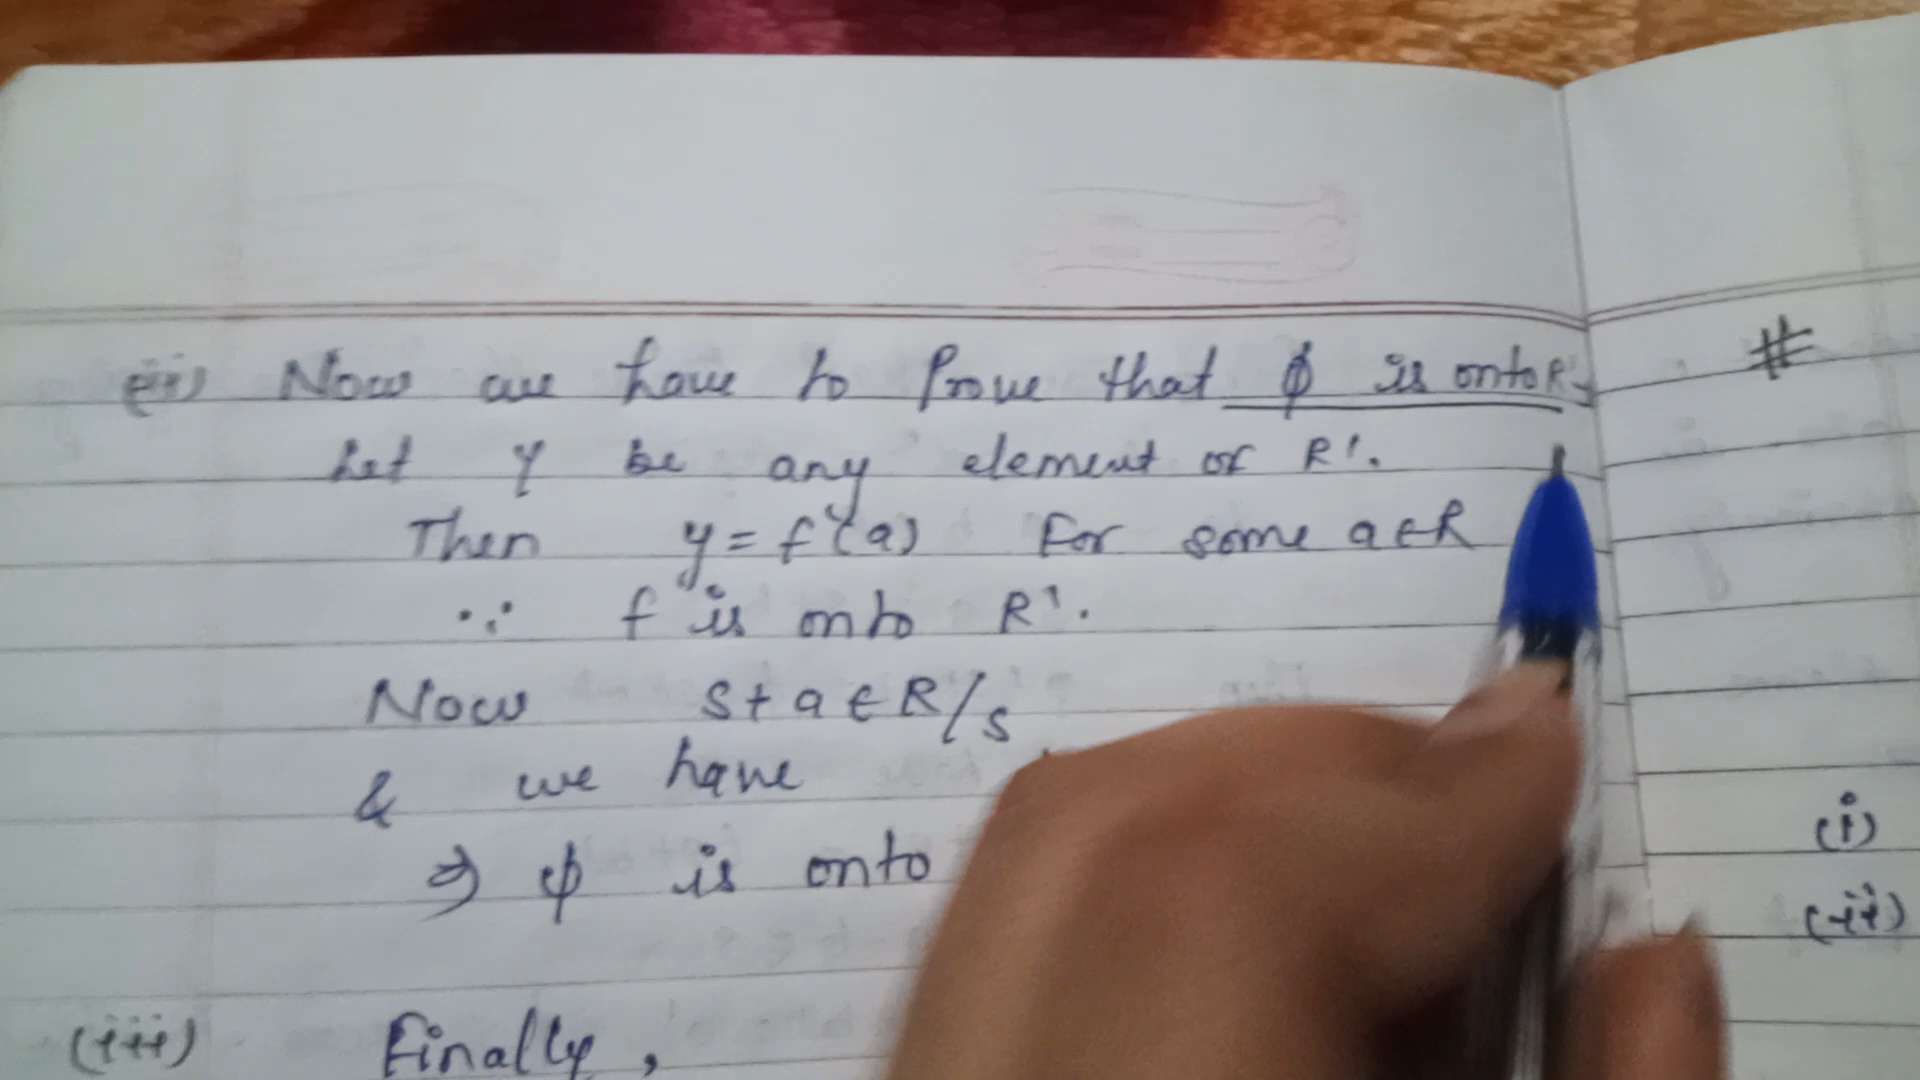 (ii) Now we have to Prove that ϕ is onto R'
Let y be any element of R'.
Then y = f(a) For some a ∈ R
∵ f is onto R'.
Now S+a ∈ R/S
& we have
⇒ ϕ is onto
(iii) Finally,
#
(i)
(ii)